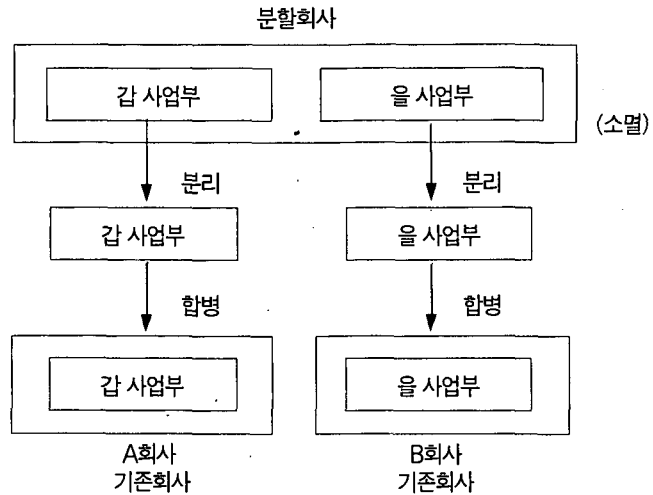 분할회사
갑 사업부
을 사업부
(소멸)
분리
분리
갑 사업부
을 사업부
합병
합병
갑 사업부
을 사업부
A회사
기존회사
B회사
기존회사